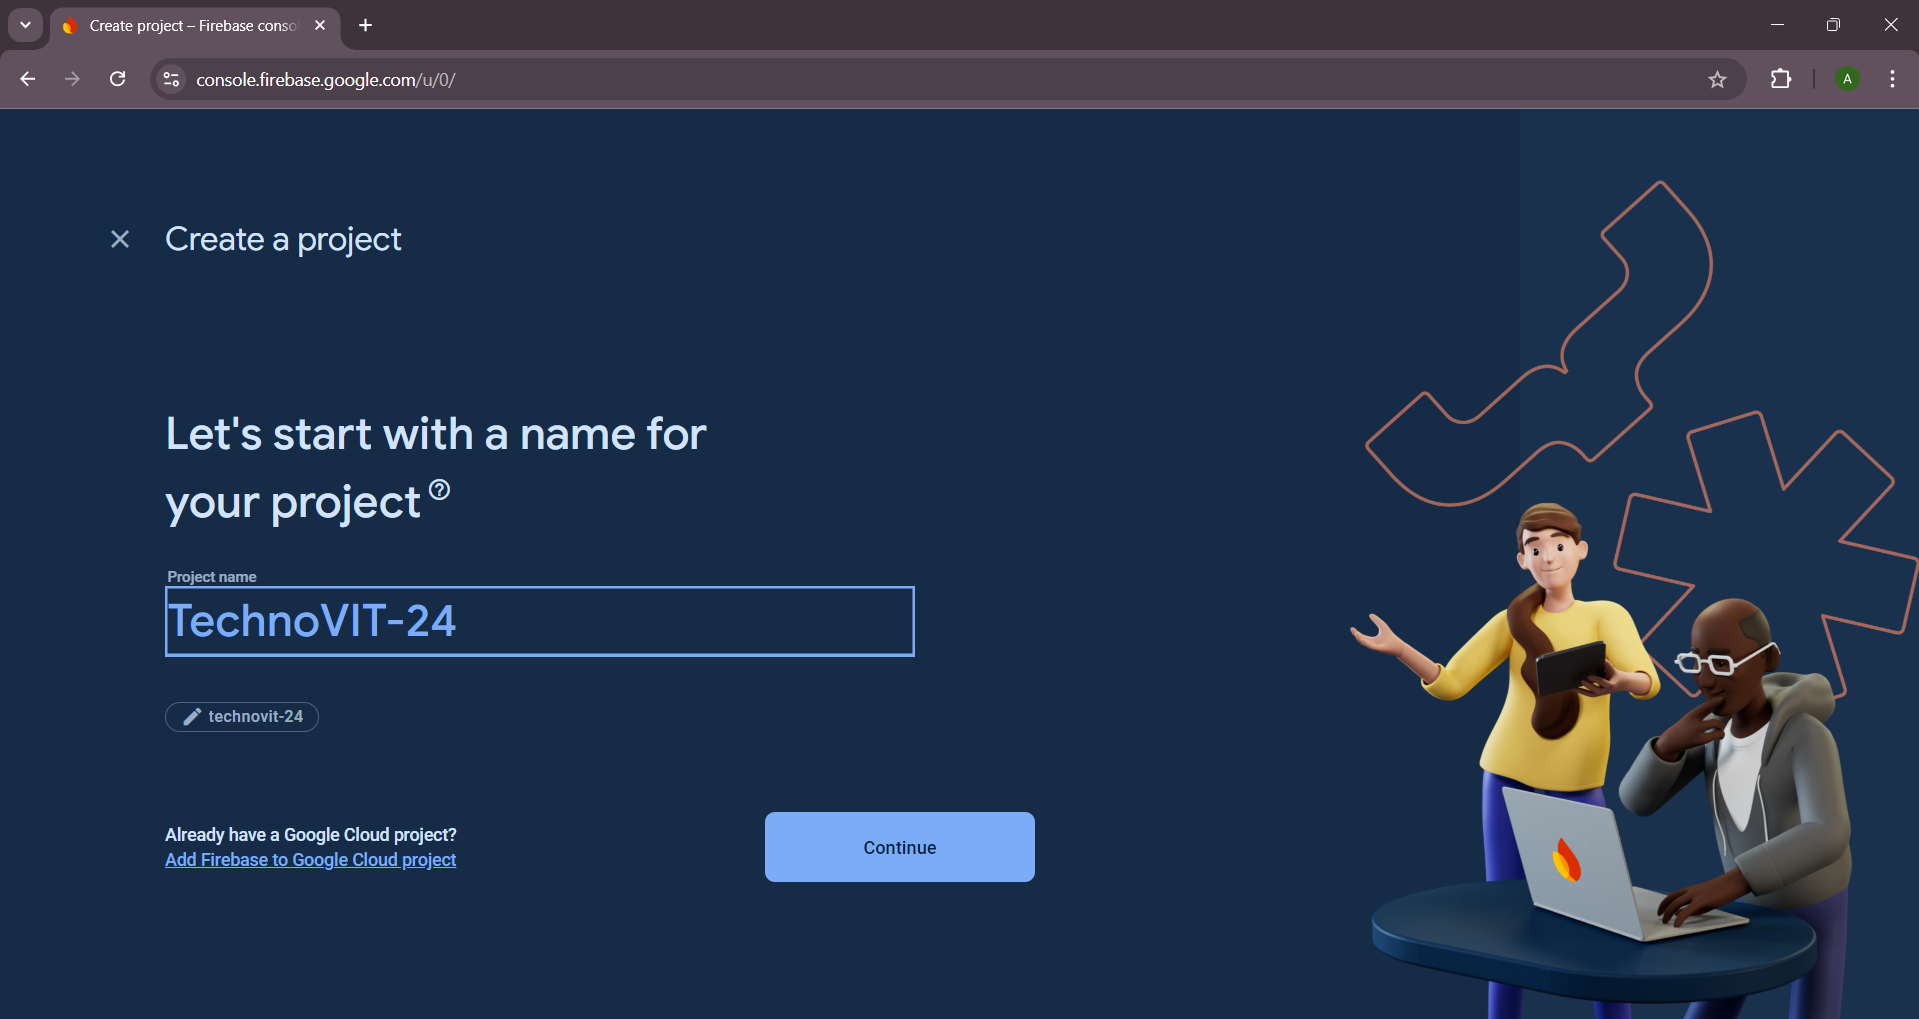 Create project – Firebase conso
console.firebase.google.com/u/0/
A
Create a project
Let's start with a name for
your project
Project name
TechnoVIT-24
technovit-24
Already have a Google Cloud project?
Add Firebase to Google Cloud project
Continue